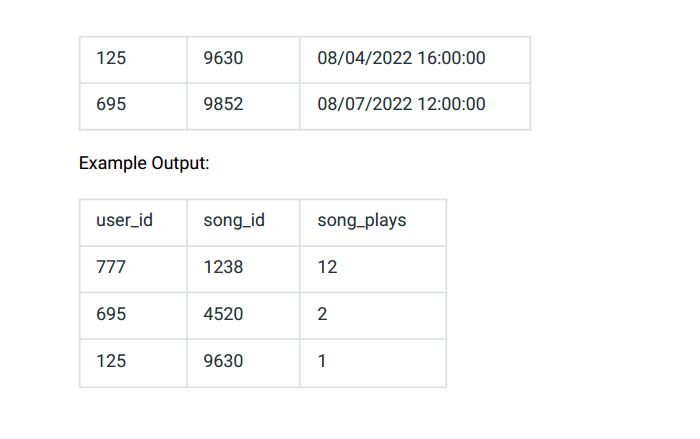 125 9630 08/04/2022 16:00:00
695 9852 08/07/2022 12:00:00
Example Output:
user_id song_id song_plays
777 1238 12
695 4520 2
125 9630 1